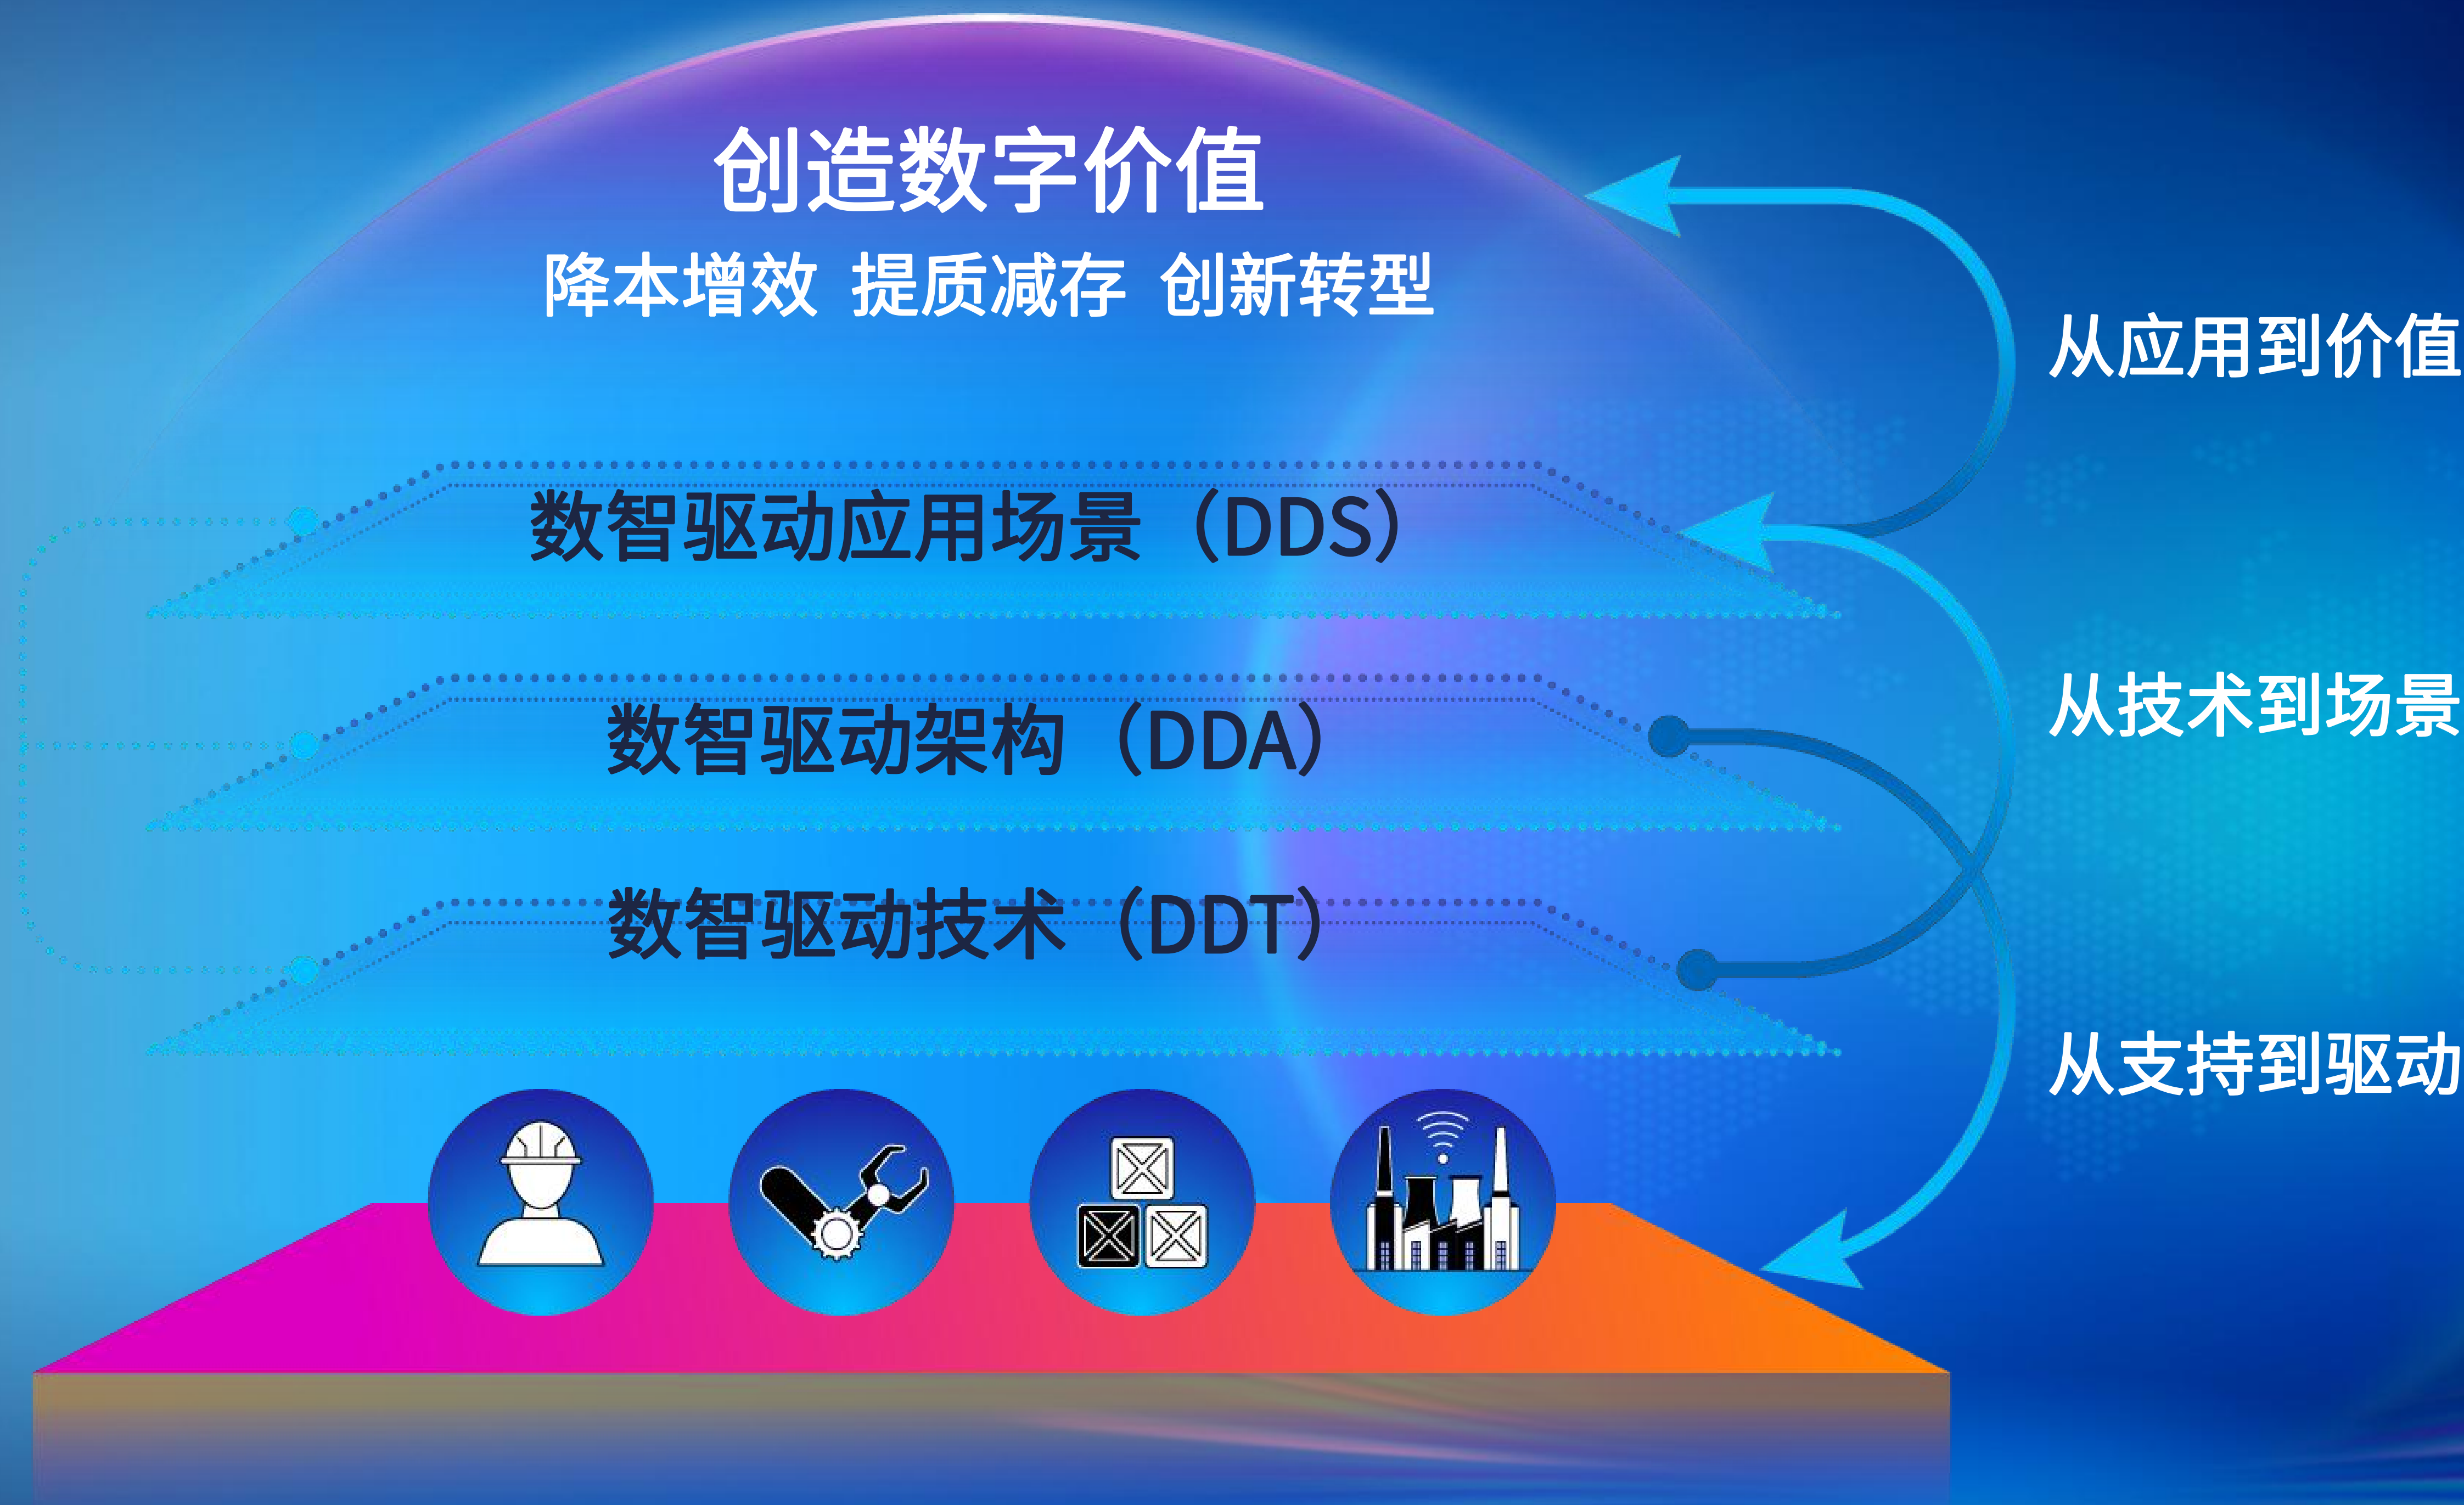 创造数字价值
降本增效 提质减存 创新转型
从应用到价值
数智驱动应用场景（DDS）
从技术到场景
数智驱动架构（DDA）
数智驱动技术（DDT）
从支持到驱动